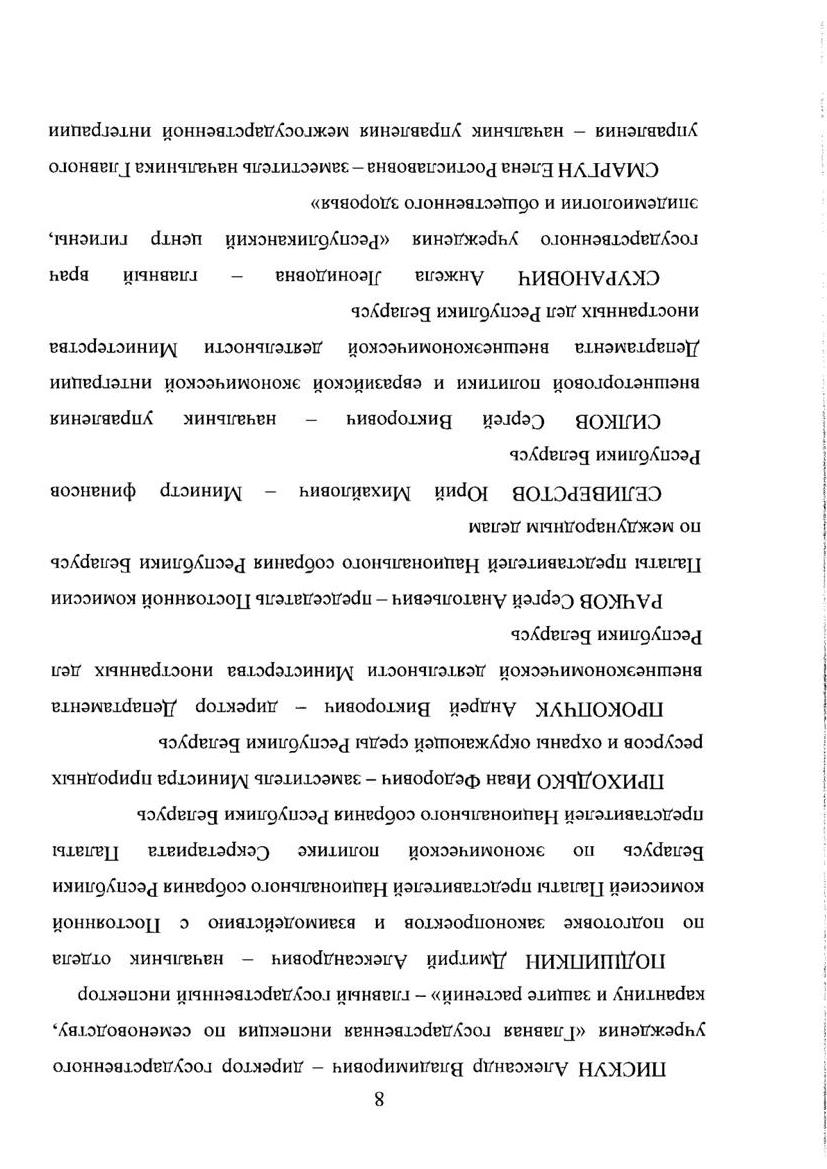 8
ПИСКУН Александр Владимирович – директор государственного
учреждения «Главная государственная инспекция по семеноводству,
карантину и защите растений» – главный государственный инспектор
ПОДШИПКИН Дмитрий Александрович – начальник отдела
по подготовке законопроектов и взаимодействию с Постоянной
комиссией Палаты представителей Национального собрания Республики
Беларусь по экономической политике Секретариата Палаты
представителей Национального собрания Республики Беларусь
ПРИХОДЬКО Иван Федорович – заместитель Министра природных
ресурсов и охраны окружающей среды Республики Беларусь
ПРОКОПЧУК Андрей Викторович – директор Департамента
внешнеэкономической деятельности Министерства иностранных дел
Республики Беларусь
РАЧКОВ Сергей Анатольевич – председатель Постоянной комиссии
Палаты представителей Национального собрания Республики Беларусь
по международным делам
СЕЛИВЕРСТОВ Юрий Михайлович – Министр финансов
Республики Беларусь
СИЛКОВ Сергей Викторович – начальник управления
внешнеторговой политики и евразийской экономической интеграции
Департамента внешнеэкономической деятельности Министерства
иностранных дел Республики Беларусь
СКУРАНОВИЧ Анжела Леонидовна – главный врач
государственного учреждения «Республиканский центр гигиены,
эпидемиологии и общественного здоровья»
СМАРГУН Елена Ростиславовна – заместитель начальника Главного
управления – начальник управления межгосударственной интеграции